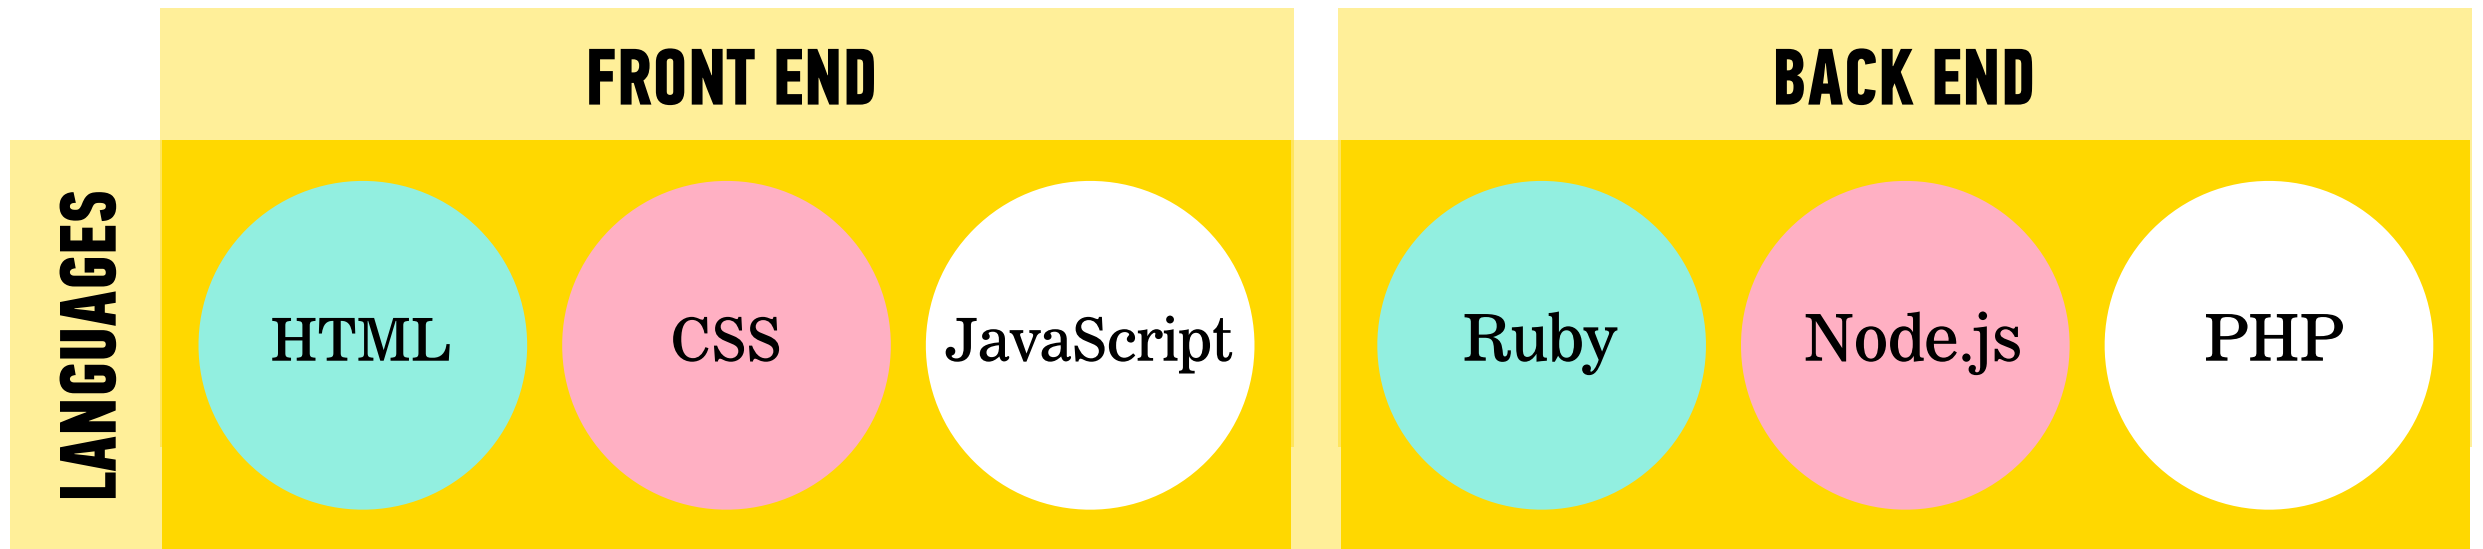 FRONT END
BACK END
LANGUAGES
HTML
CSS
JavaScript
Ruby
Node.js
PHP